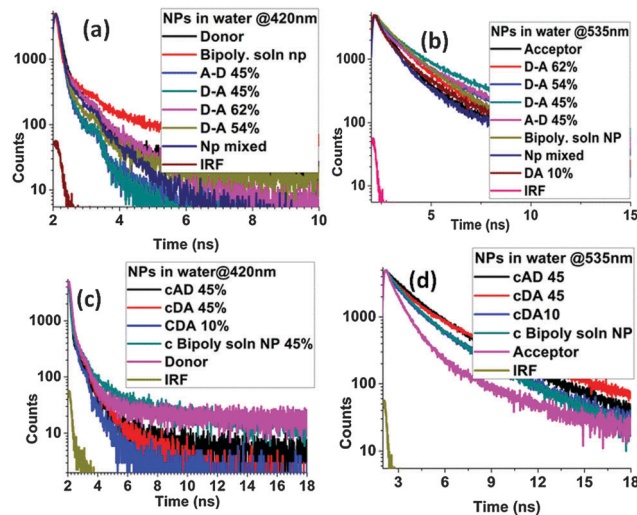 (a)
NPs in water @420nm
Donor
Bipoly. soln np
A-D 45%
D-A 45%
D-A 62%
D-A 54%
Np mixed
IRF
1000
100
10
Counts
2
4
6
8
10
Time (ns)
(b)
NPs in water @535nm
Acceptor
D-A 62%
D-A 54%
D-A 45%
A-D 45%
Bipoly. soln NP
Np mixed
DA 10%
IRF
1000
100
10
Counts
5
10
15
Time (ns)
(c)
NPs in water@420nm
cAD 45%
cDA 45%
CDA 10%
c Bipoly soln NP 45%
Donor
IRF
1000
100
10
Counts
2
4
6
8
10
12
14
16
18
Time (ns)
(d)
NPs in water @535nm
cAD 45
cDA 45
cDA10
c Bipoly soln NP
Acceptor
IRF
1000
100
10
Counts
3
6
9
12
15
18
Time (ns)